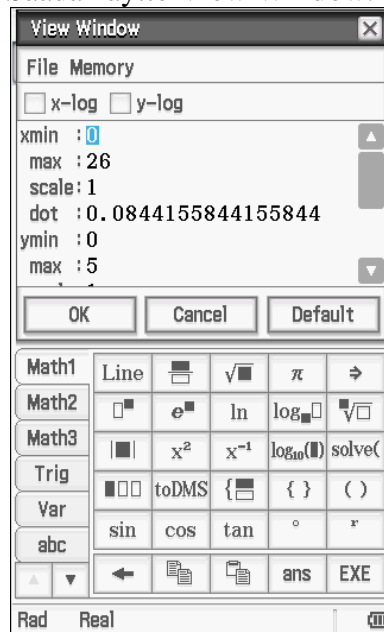 View Window
File Memory
x-log y-log
xmin :0
max :26
scale:1
dot :0.0844155844155844
ymin :0
max :5
OK Cancel Default
Math1 Line √ π ⇒
Math2 e ln log √
Math3 x² x⁻¹ log₁₀( ) solve(
Trig toDMS { {} ()
Var sin cos tan ° r
abc
ans EXE
Rad Real